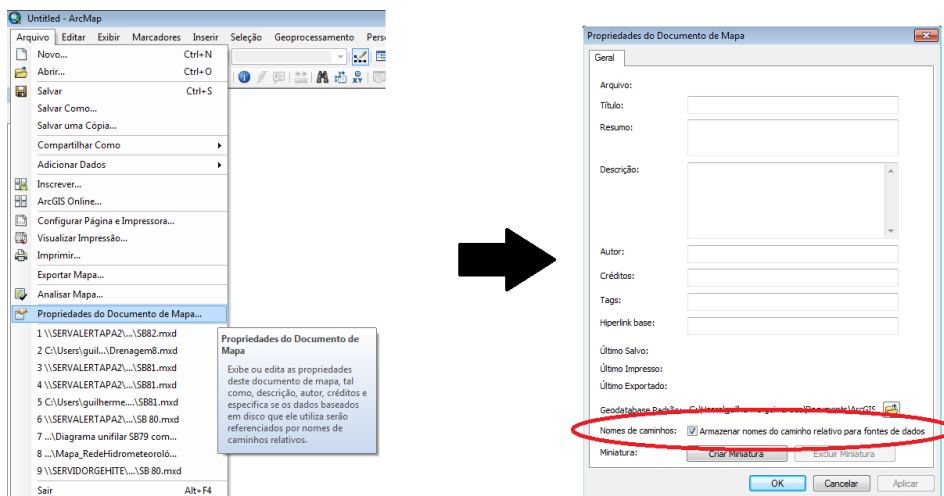 Untitled - ArcMap
Arquivo Editar Exibir Marcadores Inserir Seleção Geoprocessamento
Novo... Ctrl+N
Abrir... Ctrl+O
Salvar Ctrl+S
Salvar Como...
Salvar uma Cópia...
Compartilhar Como
Adicionar Dados
Inscrever...
ArcGIS Online...
Configurar Página e Impressora...
Visualizar Impressão...
Imprimir...
Exportar Mapa...
Analisar Mapa...
Propriedades do Documento de Mapa...
1 \\SERVALERTAPA2\...\SB82.mxd
2 C:\Users\guil...\Drenagem8.mxd
3 \\SERVALERTAPA2\...\SB81.mxd
4 \\SERVALERTAPA2\...\SB81.mxd
5 C:\Users\guilherme....\SB81.mxd
6 \\SERVALERTAPA2\...\SB 80.mxd
7 ...\Diagrama unifilar SB79 com...
8 ...\Mapa_RedeHidrometeoroló...
9 \\SERVIDORGEHITE\...\SB 80.mxd
Sair Alt+F4
Propriedades do Documento de
Mapa
Exibe ou edita as propriedades
deste documento de mapa, tal
como, descrição, autor, créditos e
especifica se os dados baseados
em disco que ele utiliza serão
referenciados por nomes de
caminhos relativos.
Propriedades do Documento de Mapa
Geral
Arquivo:
Título:
Resumo:
Descrição:
Autor:
Créditos:
Tags:
Hiperlink base:
Último Salvo:
Último Impresso:
Último Exportado:
Geodatabase Padrão:
Nomes de caminhos: Armazenar nomes do caminho relativo para fontes de dados
Miniatura: Criar Miniatura Excluir Miniatura
OK Cancelar Aplicar